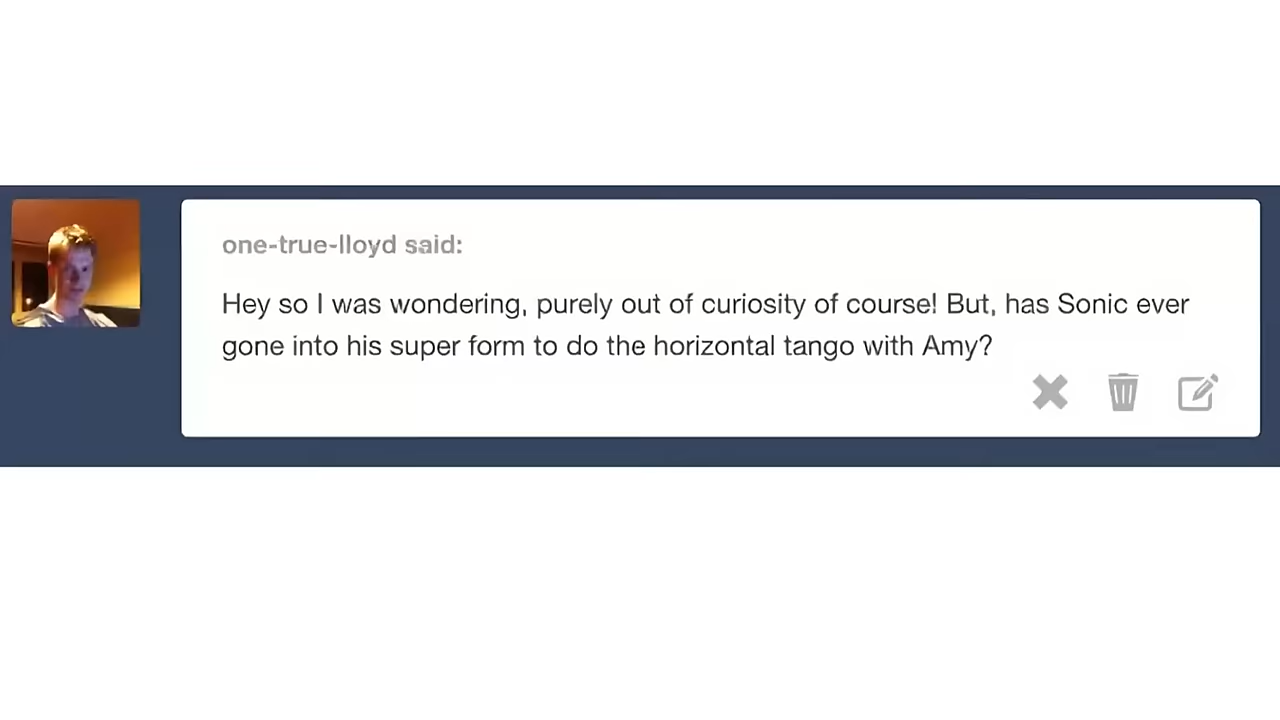 one-true-lloyd said:
Hey so I was wondering, purely out of curiosity of course! But, has Sonic ever
gone into his super form to do the horizontal tango with Amy?